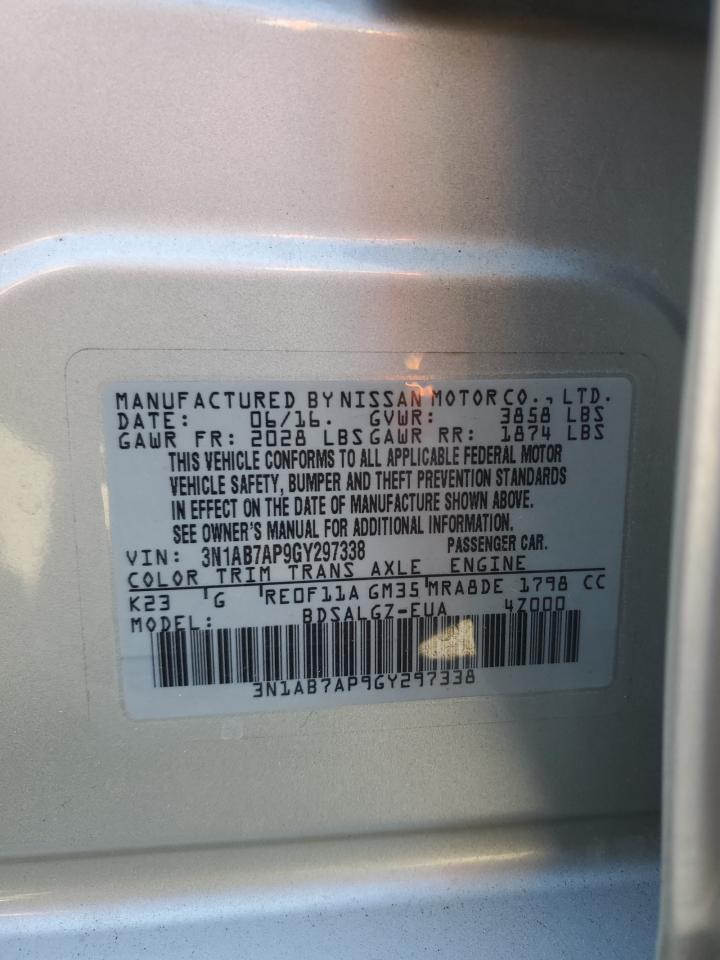 MANUFACTURED BY NISSAN MOTOR CO., LTD.
DATE: 06/16. GVWR: 3858 LBS
GAWR FR: 2028 LBS GAWR RR: 1874 LBS
THIS VEHICLE CONFORMS TO ALL APPLICABLE FEDERAL MOTOR
VEHICLE SAFETY, BUMPER AND THEFT PREVENTION STANDARDS
IN EFFECT ON THE DATE OF MANUFACTURE SHOWN ABOVE.
SEE OWNER'S MANUAL FOR ADDITIONAL INFORMATION.
VIN: 3N1AB7AP9GY297338 PASSENGER CAR.
COLOR TRIM TRANS AXLE ENGINE
K23 G RE0F11A GM35 MRA8DE 1798 CC
MODEL: BDSALGZ-EUA 4Z000
3N1AB7AP9GY297338